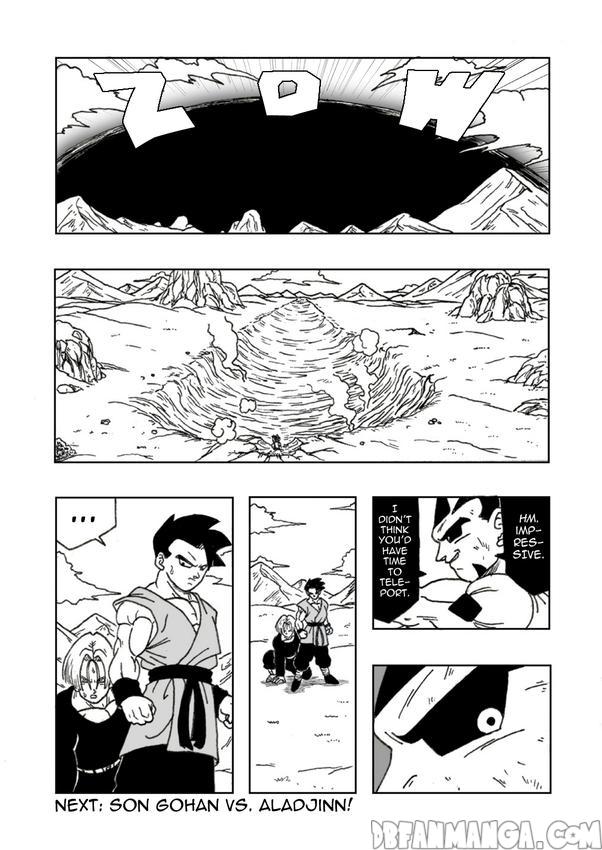 ZOW
HM.
IMP-
RES-
SIVE.
I
DIDN'T
THINK
YOU'D
HAVE
TIME
TO
TELE-
PORT.
...
NEXT: SON GOHAN VS. ALADJINN!
DBFANMANGA.COM